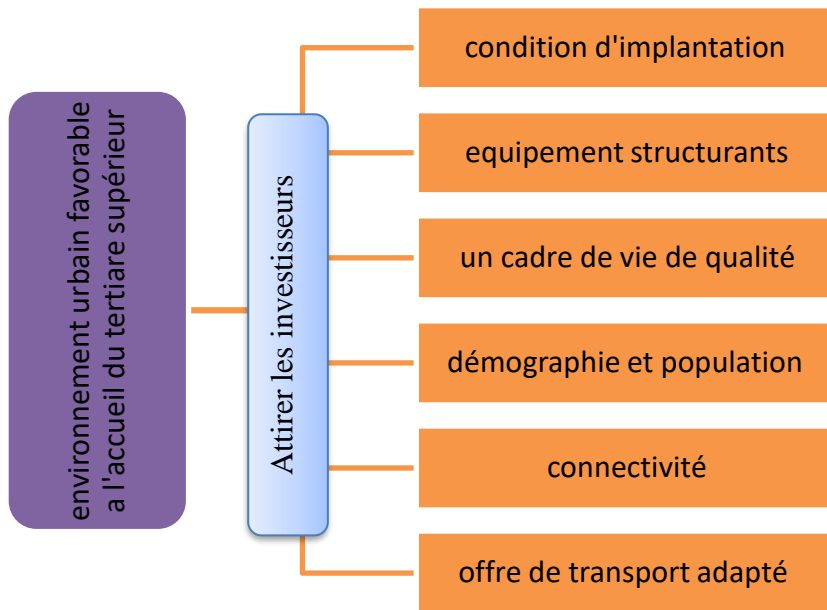 environnement urbain favorable
a l'accueil du tertiaire supérieur
Attirer les investisseurs
condition d'implantation
equipement structurants
un cadre de vie de qualité
démographie et population
connectivité
offre de transport adapté